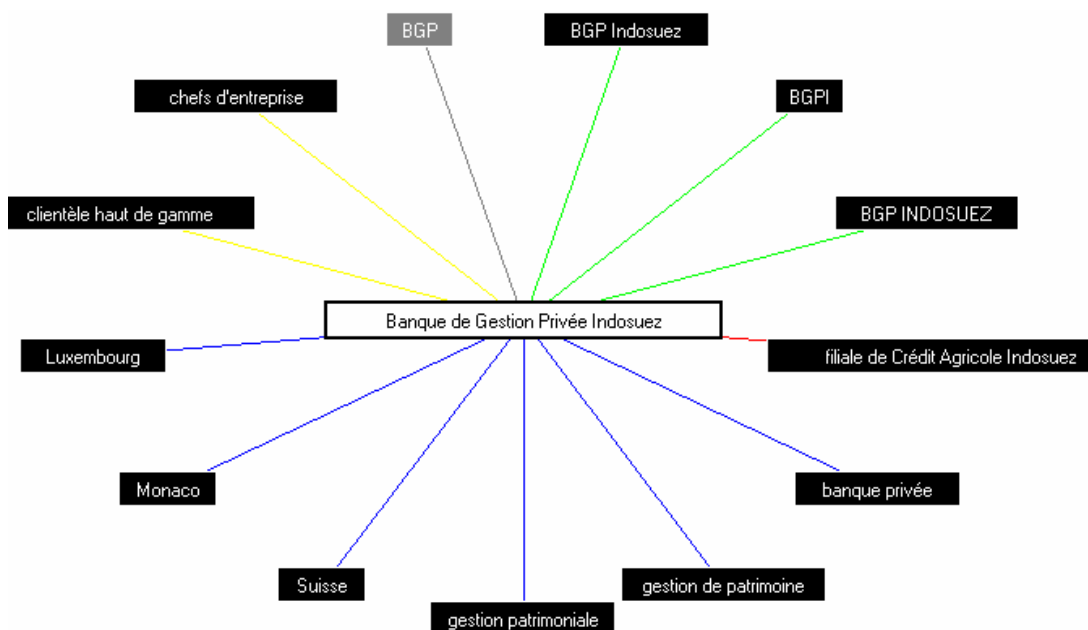 BGP
BGP Indosuez
chefs d'entreprise
BGPI
clientèle haut de gamme
BGP INDOSUEZ
Banque de Gestion Privée Indosuez
Luxembourg
filiale de Crédit Agricole Indosuez
Monaco
banque privée
Suisse
gestion de patrimoine
gestion patrimoniale